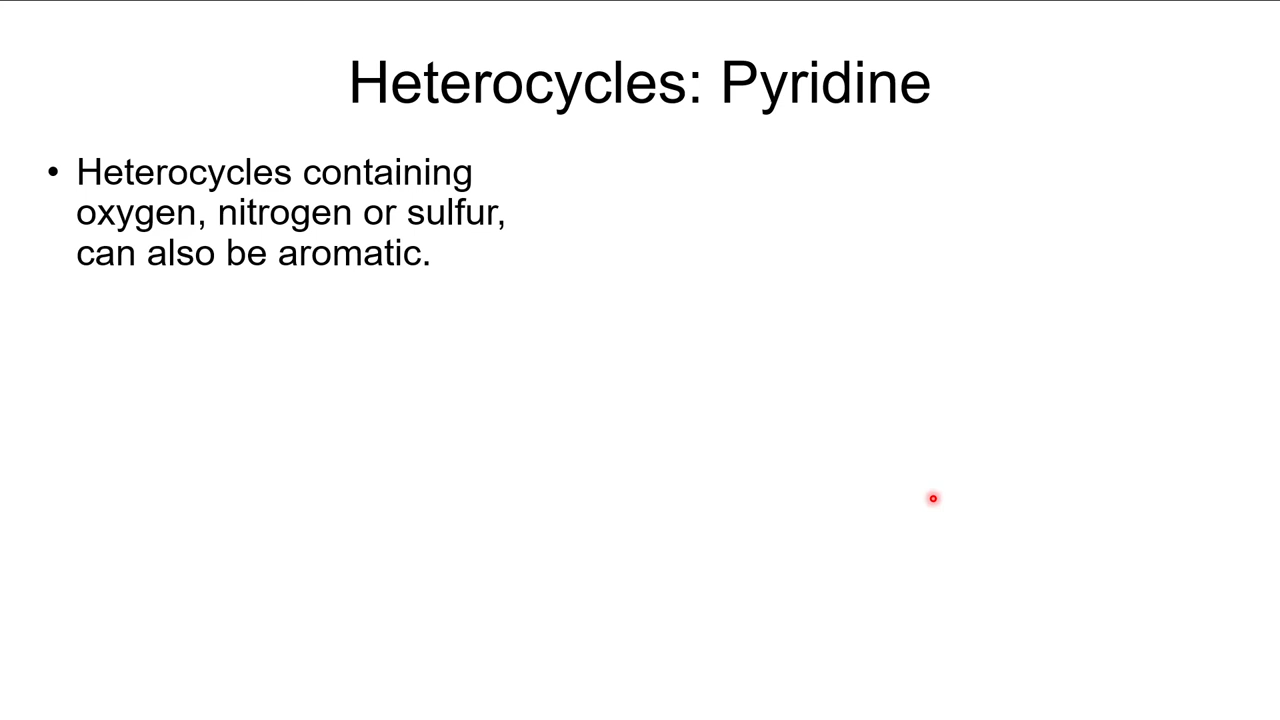 Heterocycles: Pyridine
• Heterocycles containing
oxygen, nitrogen or sulfur,
can also be aromatic.